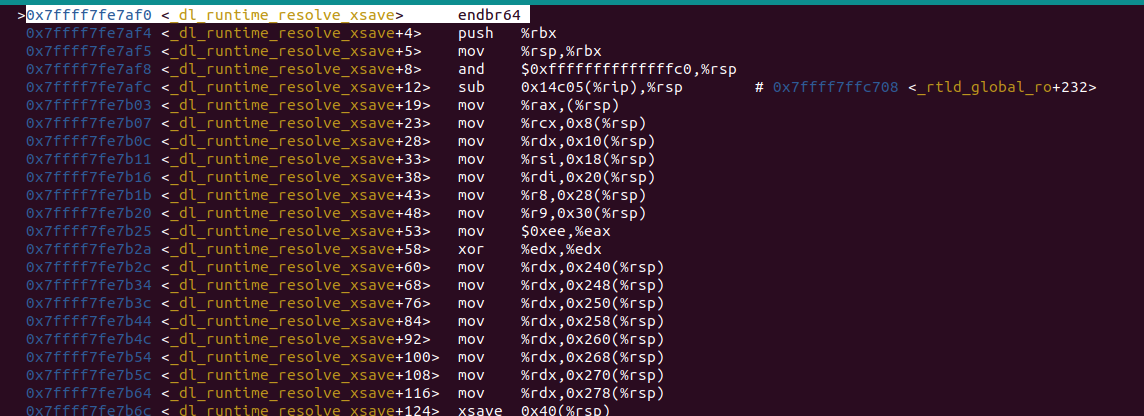 >0x7ffff7fe7af0 <_dl_runtime_resolve_xsave> endbr64
0x7ffff7fe7af4 <_dl_runtime_resolve_xsave+4> push %rbx
0x7ffff7fe7af5 <_dl_runtime_resolve_xsave+5> mov %rsp,%rbx
0x7ffff7fe7af8 <_dl_runtime_resolve_xsave+8> and $0xffffffffffffffc0,%rsp
0x7ffff7fe7afc <_dl_runtime_resolve_xsave+12> sub 0x14c05(%rip),%rsp # 0x7ffff7ffc708 <_rtld_global_ro+232>
0x7ffff7fe7b03 <_dl_runtime_resolve_xsave+19> mov %rax,(%rsp)
0x7ffff7fe7b07 <_dl_runtime_resolve_xsave+23> mov %rcx,0x8(%rsp)
0x7ffff7fe7b0c <_dl_runtime_resolve_xsave+28> mov %rdx,0x10(%rsp)
0x7ffff7fe7b11 <_dl_runtime_resolve_xsave+33> mov %rsi,0x18(%rsp)
0x7ffff7fe7b16 <_dl_runtime_resolve_xsave+38> mov %rdi,0x20(%rsp)
0x7ffff7fe7b1b <_dl_runtime_resolve_xsave+43> mov %r8,0x28(%rsp)
0x7ffff7fe7b20 <_dl_runtime_resolve_xsave+48> mov %r9,0x30(%rsp)
0x7ffff7fe7b25 <_dl_runtime_resolve_xsave+53> mov $0xee,%eax
0x7ffff7fe7b2a <_dl_runtime_resolve_xsave+58> xor %edx,%edx
0x7ffff7fe7b2c <_dl_runtime_resolve_xsave+60> mov %rdx,0x240(%rsp)
0x7ffff7fe7b34 <_dl_runtime_resolve_xsave+68> mov %rdx,0x248(%rsp)
0x7ffff7fe7b3c <_dl_runtime_resolve_xsave+76> mov %rdx,0x250(%rsp)
0x7ffff7fe7b44 <_dl_runtime_resolve_xsave+84> mov %rdx,0x258(%rsp)
0x7ffff7fe7b4c <_dl_runtime_resolve_xsave+92> mov %rdx,0x260(%rsp)
0x7ffff7fe7b54 <_dl_runtime_resolve_xsave+100> mov %rdx,0x268(%rsp)
0x7ffff7fe7b5c <_dl_runtime_resolve_xsave+108> mov %rdx,0x270(%rsp)
0x7ffff7fe7b64 <_dl_runtime_resolve_xsave+116> mov %rdx,0x278(%rsp)
0x7ffff7fe7b6c <_dl_runtime_resolve_xsave+124> xsave 0x40(%rsp)